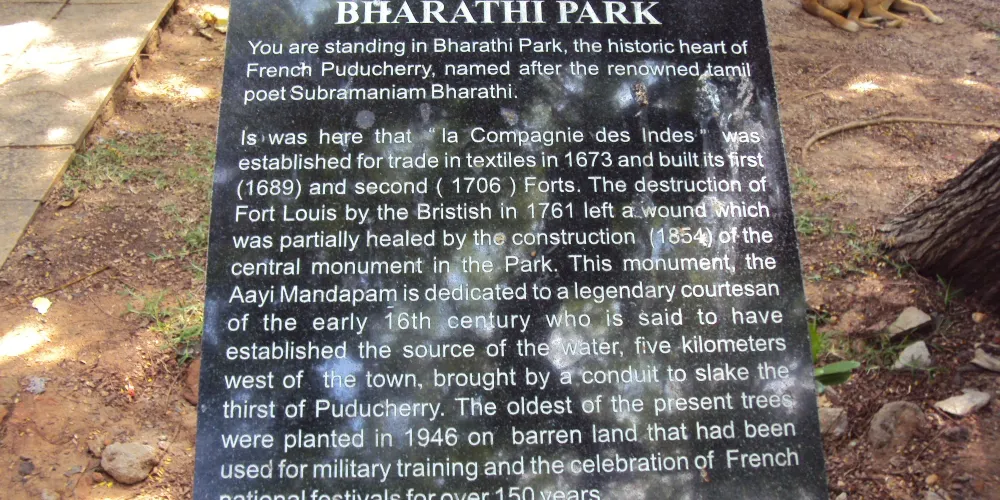 BHARATHI PARK
You are standing in Bharathi Park, the historic heart of
French Puducherry, named after the renowned tamil
poet Subramaniam Bharathi.
Is was here that "la Compagnie des Indes" was
established for trade in textiles in 1673 and built its first
(1689) and second ( 1706 ) Forts. The destruction of
Fort Louis by the Bristish in 1761 left a wound which
was partially healed by the construction (1854) of the
central monument in the Park. This monument, the
Aayi Mandapam is dedicated to a legendary courtesan
of the early 16th century who is said to have
established the source of the water, five kilometers
west of the town, brought by a conduit to slake the
thirst of Puducherry. The oldest of the present trees
were planted in 1946 on barren land that had been
used for military training and the celebration of French
national festivals for over 150 years